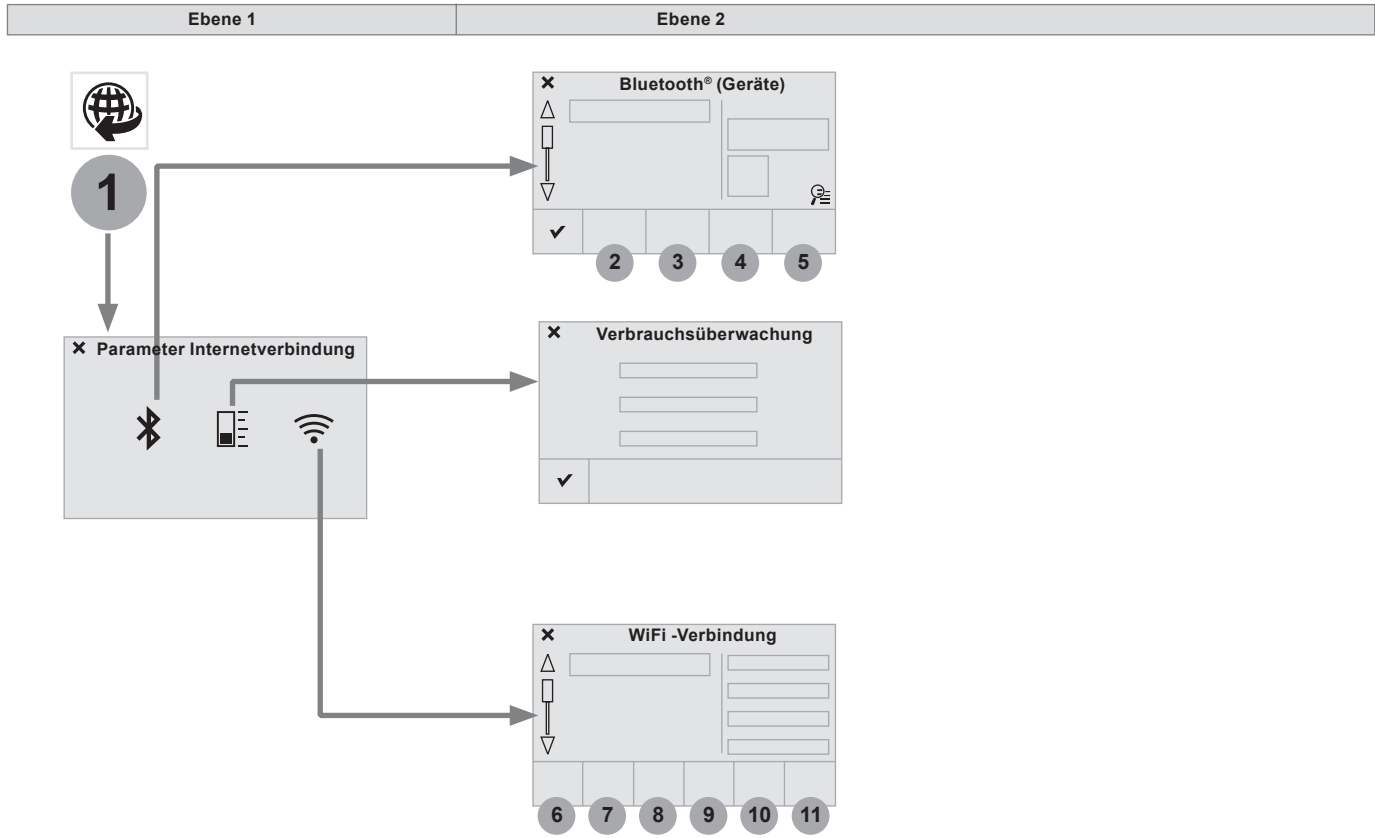 Ebene 1
Ebene 2
1
Bluetooth® (Geräte)
2 3 4 5
Parameter Internetverbindung
Verbrauchsüberwachung
WiFi -Verbindung
6 7 8 9 10 11